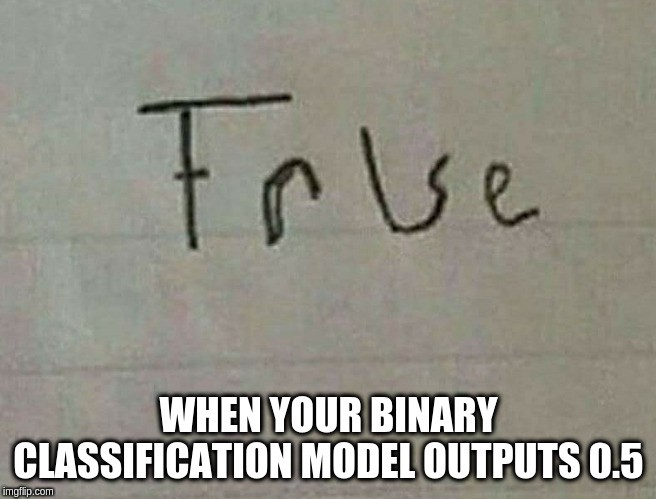 WHEN YOUR BINARY
CLASSIFICATION MODEL OUTPUTS 0.5
imgflip.com